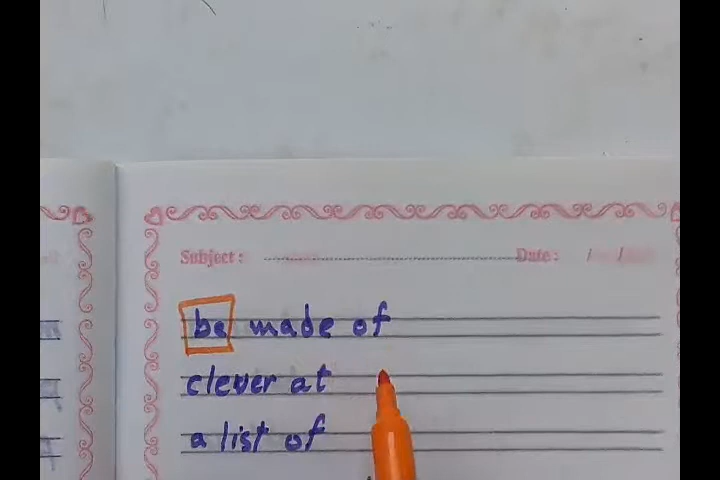 Subject : Date : / /
be made of
clever at
a list of